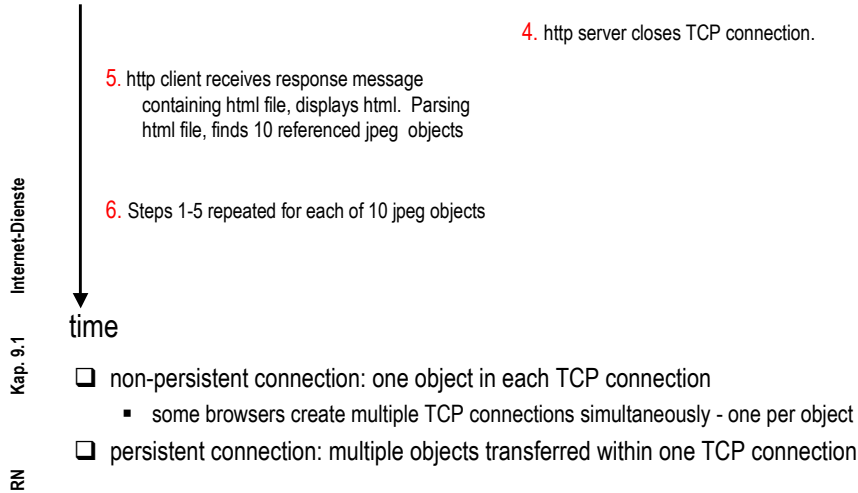 4. http server closes TCP connection.
5. http client receives response message
containing html file, displays html. Parsing
html file, finds 10 referenced jpeg objects
6. Steps 1-5 repeated for each of 10 jpeg objects
time
non-persistent connection: one object in each TCP connection
some browsers create multiple TCP connections simultaneously - one per object
persistent connection: multiple objects transferred within one TCP connection
RN Kap. 9.1 Internet-Dienste